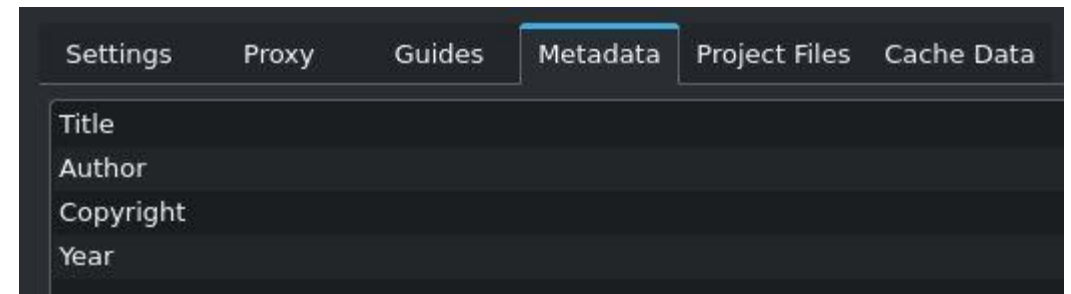 Settings Proxy Guides Metadata Project Files Cache Data
Title
Author
Copyright
Year